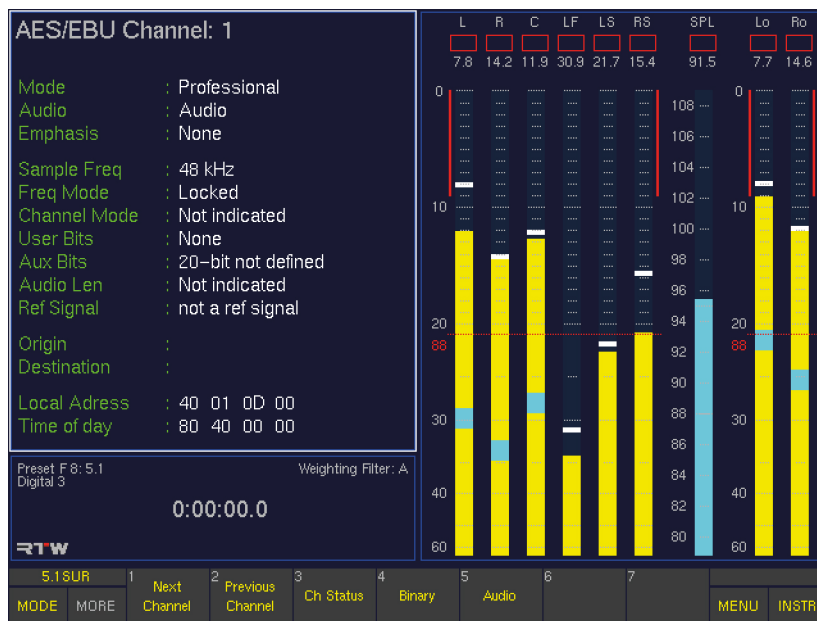 AES/EBU Channel: 1
Mode : Professional
Audio : Audio
Emphasis : None
Sample Freq : 48 kHz
Freq Mode : Locked
Channel Mode : Not indicated
User Bits : None
Aux Bits : 20-bit not defined
Audio Len : Not indicated
Ref Signal : not a ref signal
Origin :
Destination :
Local Adress : 40 01 0D 00
Time of day : 80 40 00 00
Preset F 8: 5.1 Weighting Filter: A
Digital 3
0:00:00.0
RTW
L R C LF LS RS SPL Lo Ro
7.8 14.2 11.9 30.9 21.7 15.4 91.5 7.7 14.6
0 0
108
106
104
102
10 10
100
98
96
94
20 20
88 88
92
90
88
30 30
86
84
40 40
82
80
60 60
5.1SUR 1 2 3 4 5 6 7
Next Channel
Previous Channel
Ch Status
Binary
Audio
MODE MORE MENU INSTR